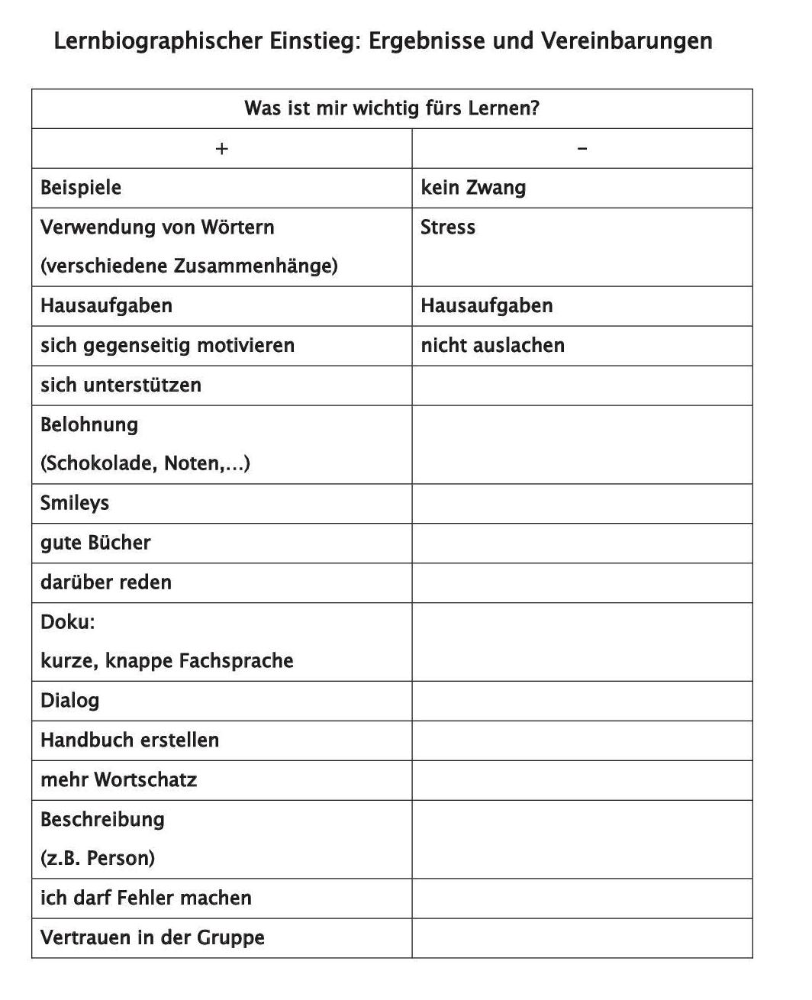 Lernbiographischer Einstieg: Ergebnisse und Vereinbarungen
Was ist mir wichtig fürs Lernen?
+ –
Beispiele kein Zwang
Verwendung von Wörtern Stress
(verschiedene Zusammenhänge)
Hausaufgaben Hausaufgaben
sich gegenseitig motivieren nicht auslachen
sich unterstützen
Belohnung
(Schokolade, Noten,...)
Smileys
gute Bücher
darüber reden
Doku:
kurze, knappe Fachsprache
Dialog
Handbuch erstellen
mehr Wortschatz
Beschreibung
(z.B. Person)
ich darf Fehler machen
Vertrauen in der Gruppe